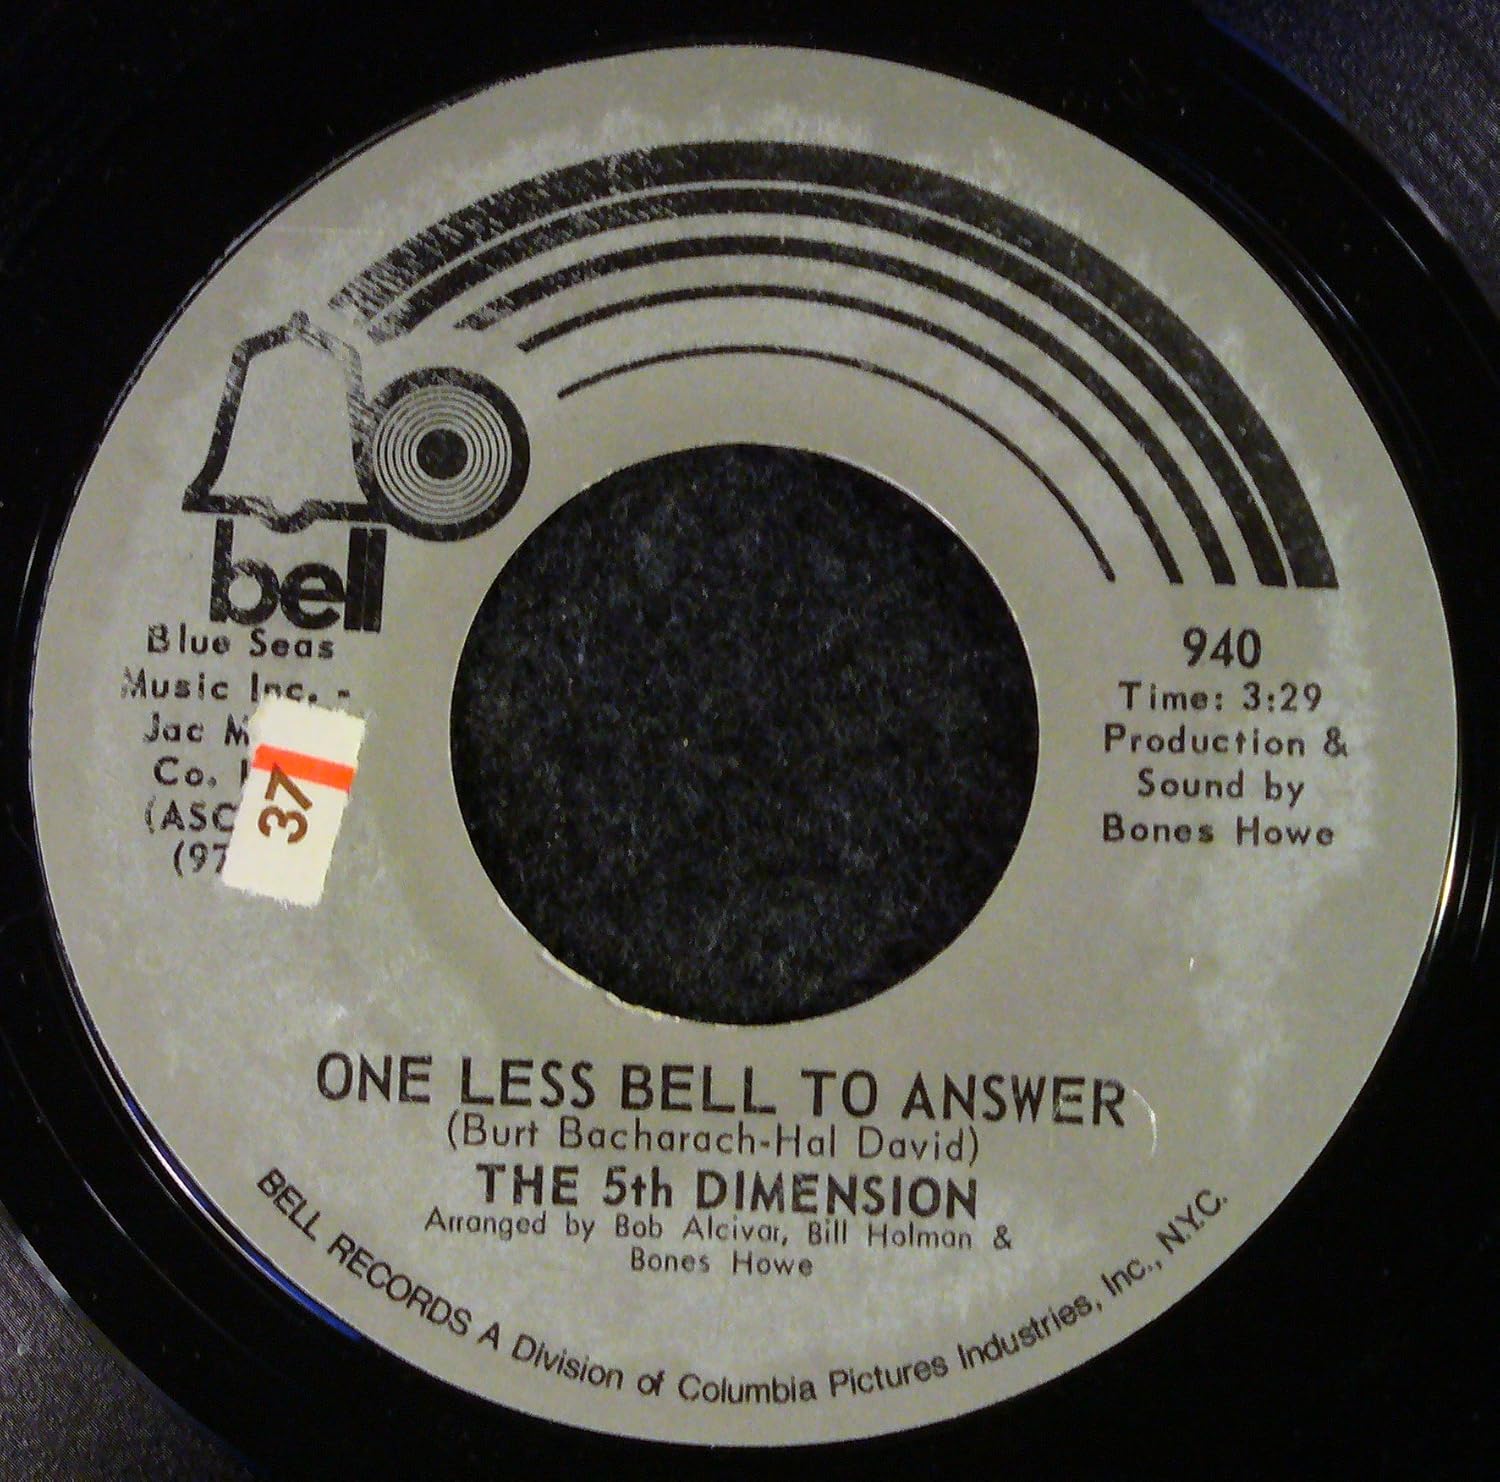 bell
Blue Seas
Music Inc. -
Jac
Co.
37
940
Time: 3:29
Production &
Sound by
Bones Howe
ONE LESS BELL TO ANSWER
(Burt Bacharach-Hal David)
THE 5th DIMENSION
Arranged by Bob Alcivar, Bill Holman &
Bones Howe
BELL RECORDS A Division of Columbia Pictures Industries, Inc., N.Y.C.